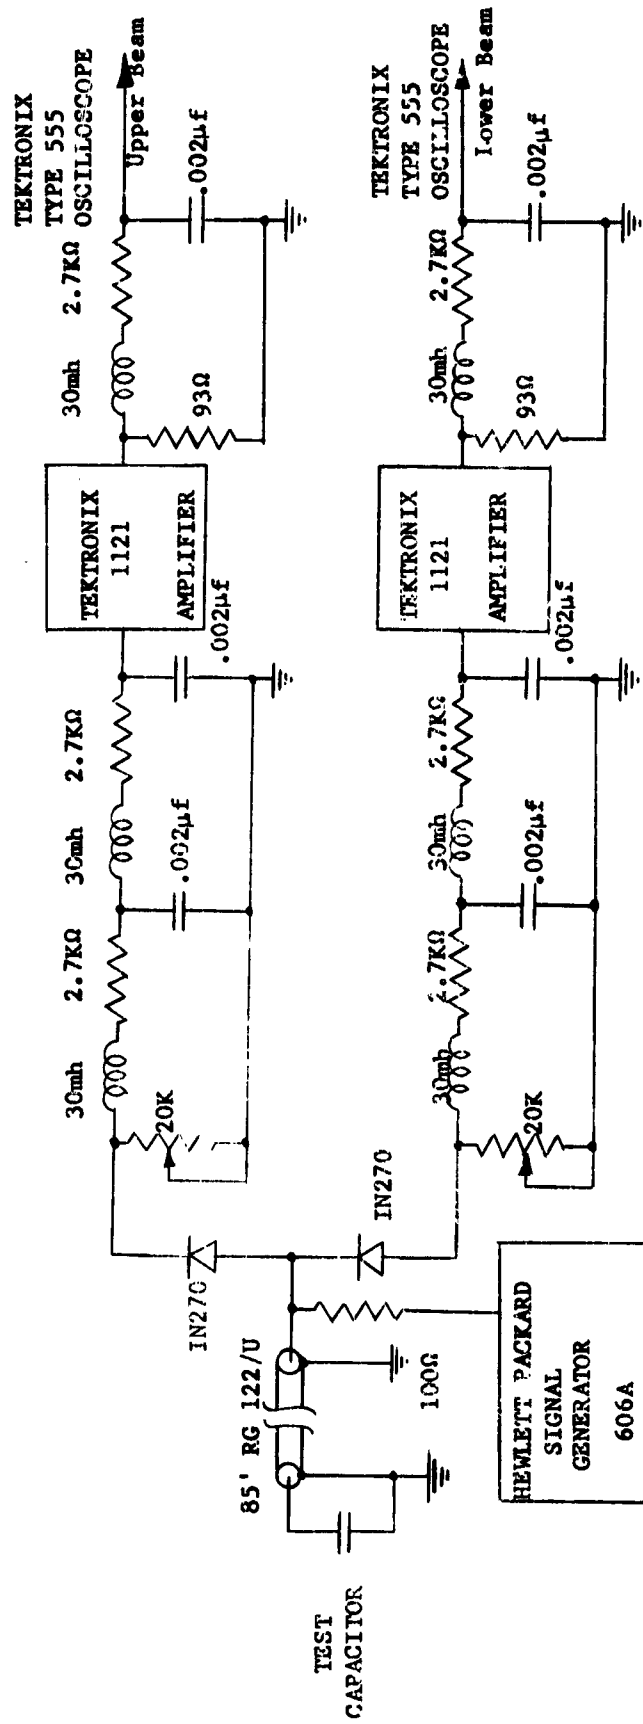 TEST
CAPACITOR
85' RG 122/U
100Ω
HEWLETT PACKARD
SIGNAL
GENERATOR
606A
IN270
IN270
20K
30mh
2.7KΩ
.002µf
30mh
2.7KΩ
.002µf
TEKTRONIX
1121
AMPLIFIER
93Ω
30mh
2.7KΩ
.002µf
TEKTRONIX
TYPE 555
OSCILLOSCOPE
Upper Beam
20K
30mh
2.7KΩ
.002µf
30mh
2.7KΩ
.002µf
TEKTRONIX
1121
AMPLIFIER
93Ω
30mh
2.7KΩ
.002µf
TEKTRONIX
TYPE 555
OSCILLOSCOPE
Lower Beam